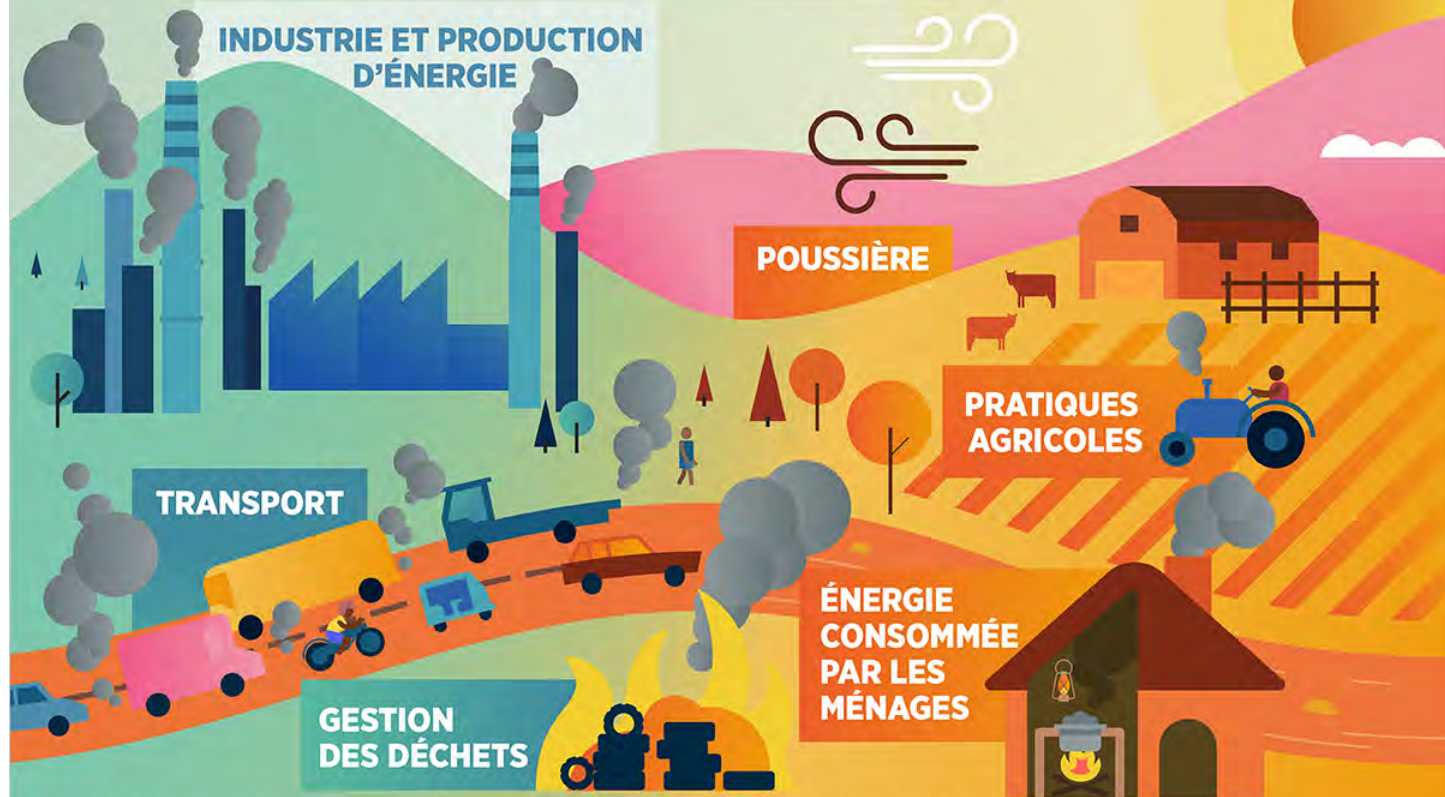 INDUSTRIE ET PRODUCTION
D'ÉNERGIE
POUSSIÈRE
PRATIQUES
AGRICOLES
TRANSPORT
ÉNERGIE
CONSOMMÉE
PAR LES
MÉNAGES
GESTION
DES DÉCHETS